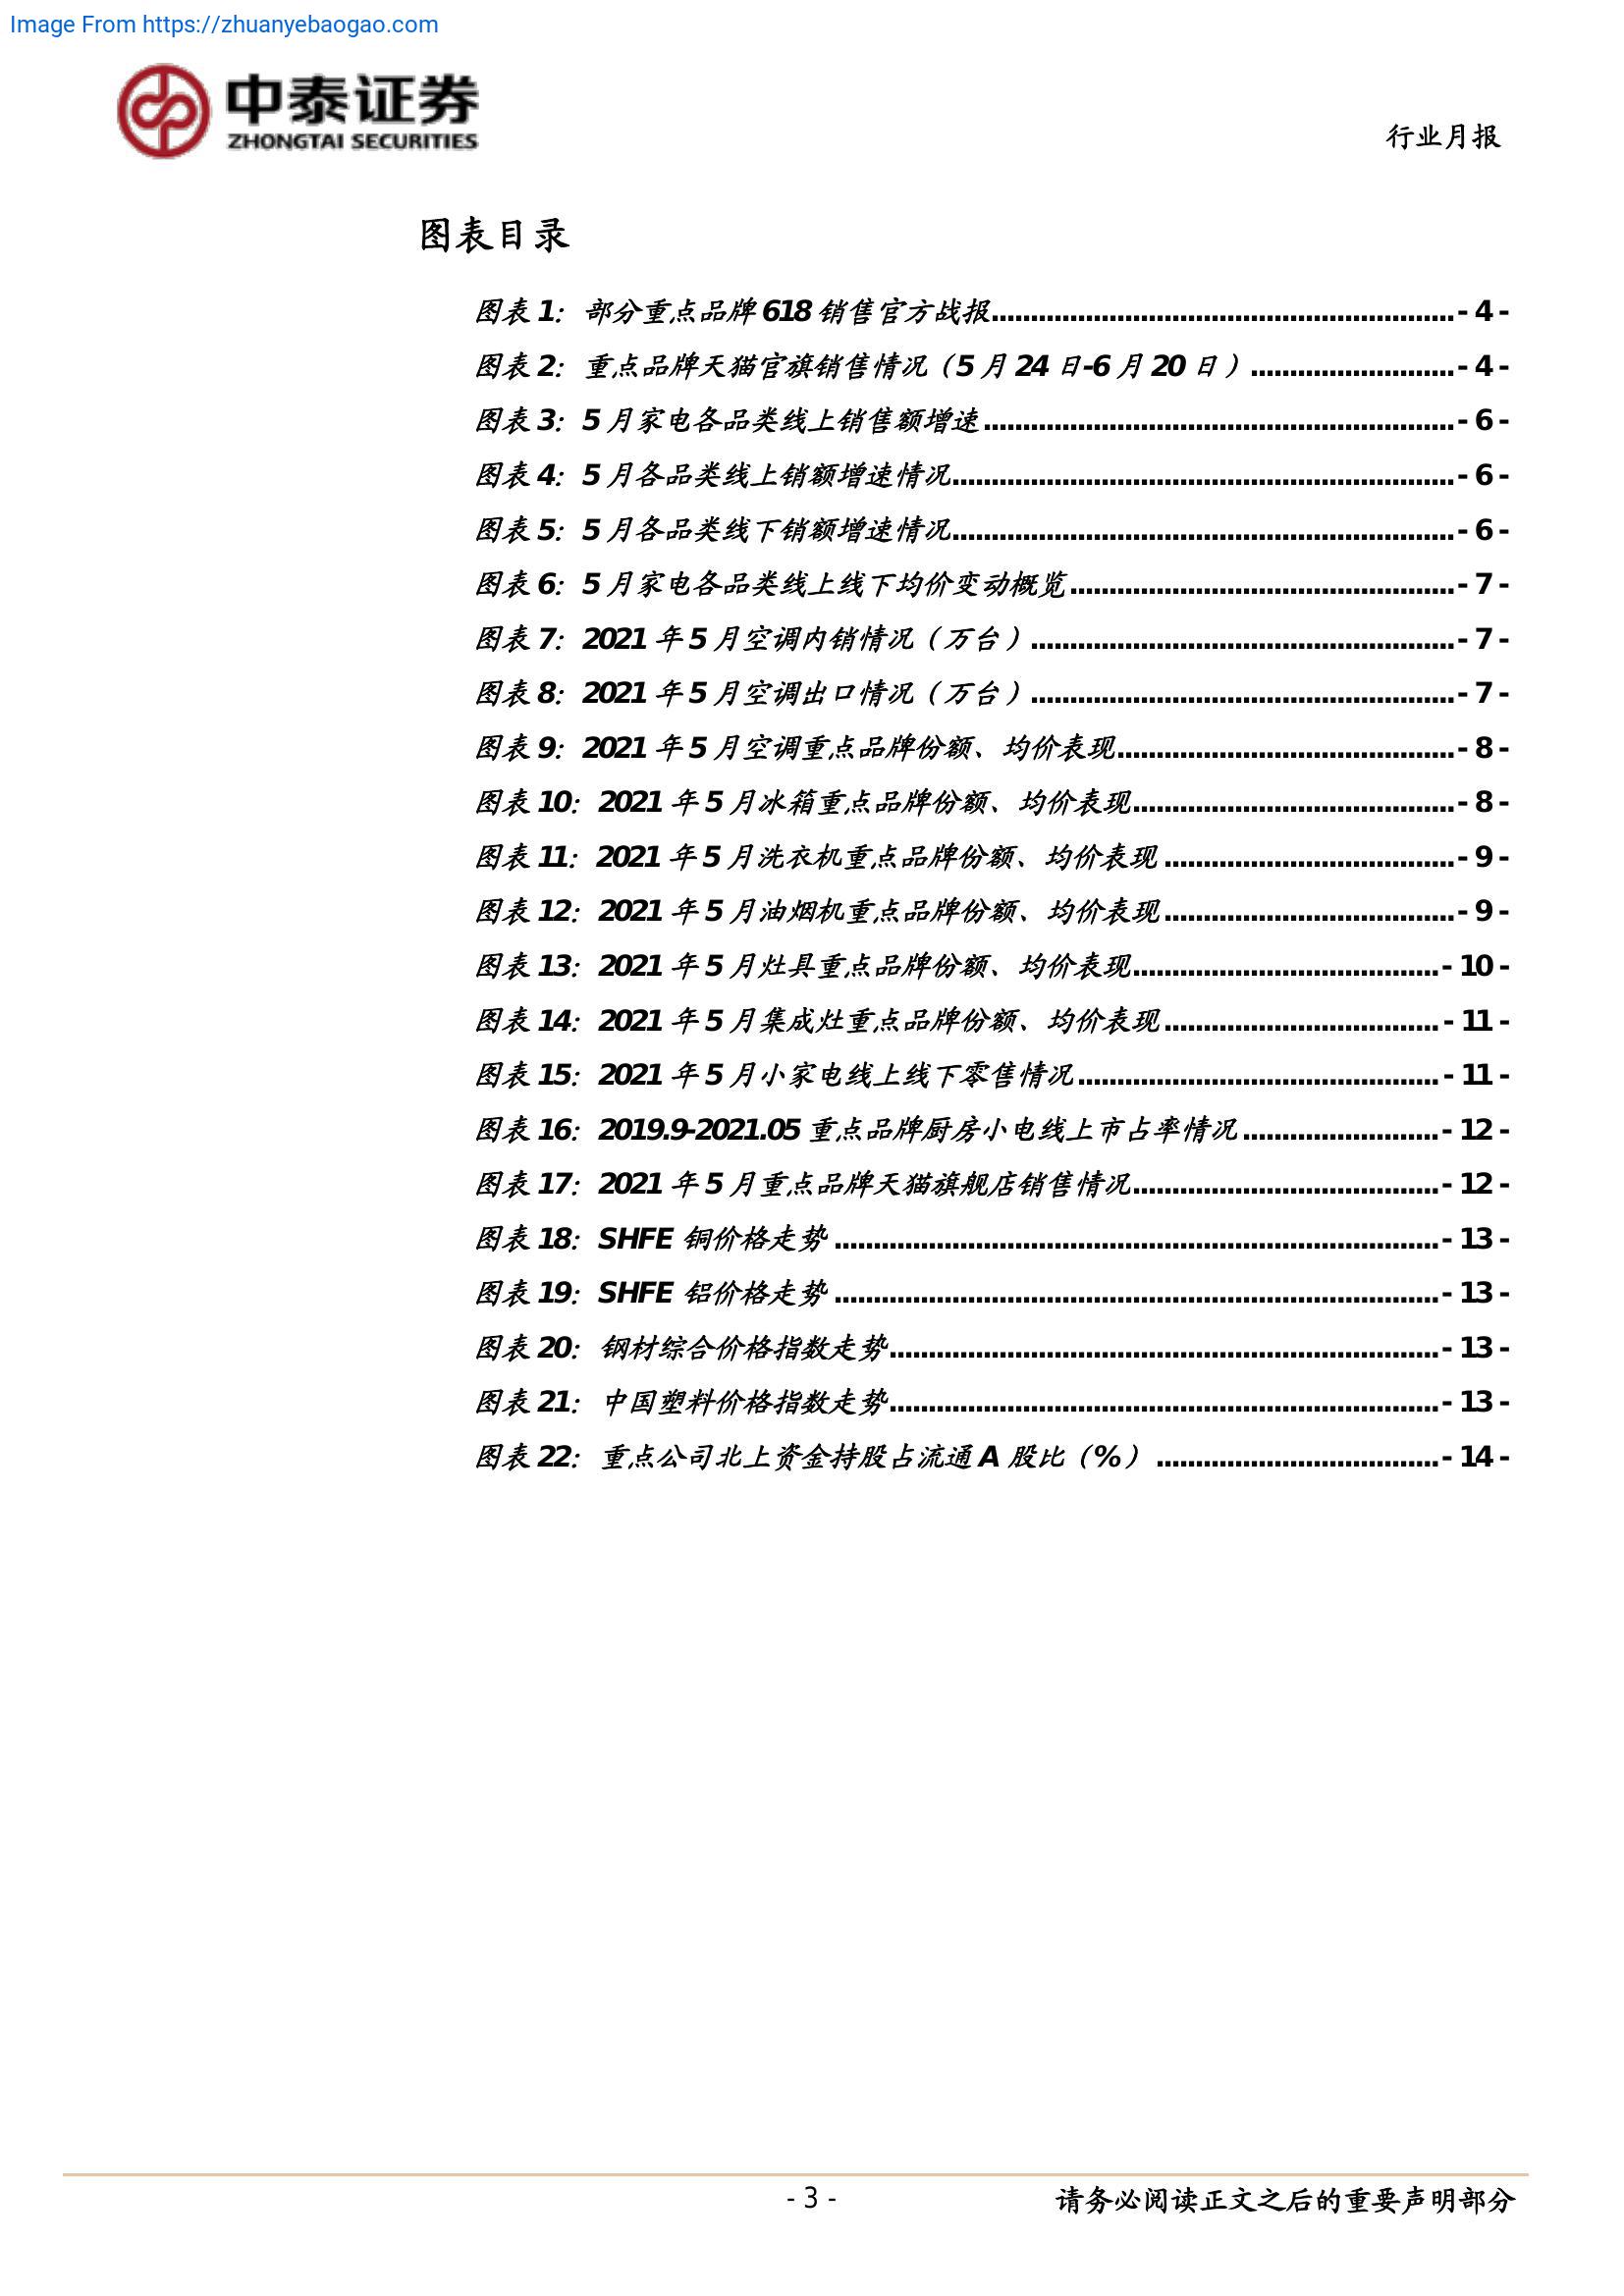 Image From https://zhuanyebaogao.com
中泰证券
ZHONGTAI SECURITIES
行业月报
图表目录
图表 1：部分重点品牌 618 销售官方战报...........................................................- 4 -
图表 2：重点品牌天猫官旗销售情况（5 月 24 日-6 月 20 日）..........................- 4 -
图表 3：5 月家电各品类线上销售额增速............................................................- 6 -
图表 4：5 月各品类线上销额增速情况................................................................- 6 -
图表 5：5 月各品类线下销额增速情况................................................................- 6 -
图表 6：5 月家电各品类线上线下均价变动概览.................................................- 7 -
图表 7：2021 年 5 月空调内销情况（万台）......................................................- 7 -
图表 8：2021 年 5 月空调出口情况（万台）......................................................- 7 -
图表 9：2021 年 5 月空调重点品牌份额、均价表现...........................................- 8 -
图表 10：2021 年 5 月冰箱重点品牌份额、均价表现.........................................- 8 -
图表 11：2021 年 5 月洗衣机重点品牌份额、均价表现.....................................- 9 -
图表 12：2021 年 5 月油烟机重点品牌份额、均价表现.....................................- 9 -
图表 13：2021 年 5 月灶具重点品牌份额、均价表现.......................................- 10 -
图表 14：2021 年 5 月集成灶重点品牌份额、均价表现...................................- 11 -
图表 15：2021 年 5 月小家电线上线下零售情况..............................................- 11 -
图表 16：2019.9-2021.05 重点品牌厨房小电线上市占率情况.........................- 12 -
图表 17：2021 年 5 月重点品牌天猫旗舰店销售情况.......................................- 12 -
图表 18：SHFE 铜价格走势.............................................................................- 13 -
图表 19：SHFE 铝价格走势.............................................................................- 13 -
图表 20：钢材综合价格指数走势......................................................................- 13 -
图表 21：中国塑料价格指数走势......................................................................- 13 -
图表 22：重点公司北上资金持股占流通 A 股比（%）....................................- 14 -
- 3 -
请务必阅读正文之后的重要声明部分